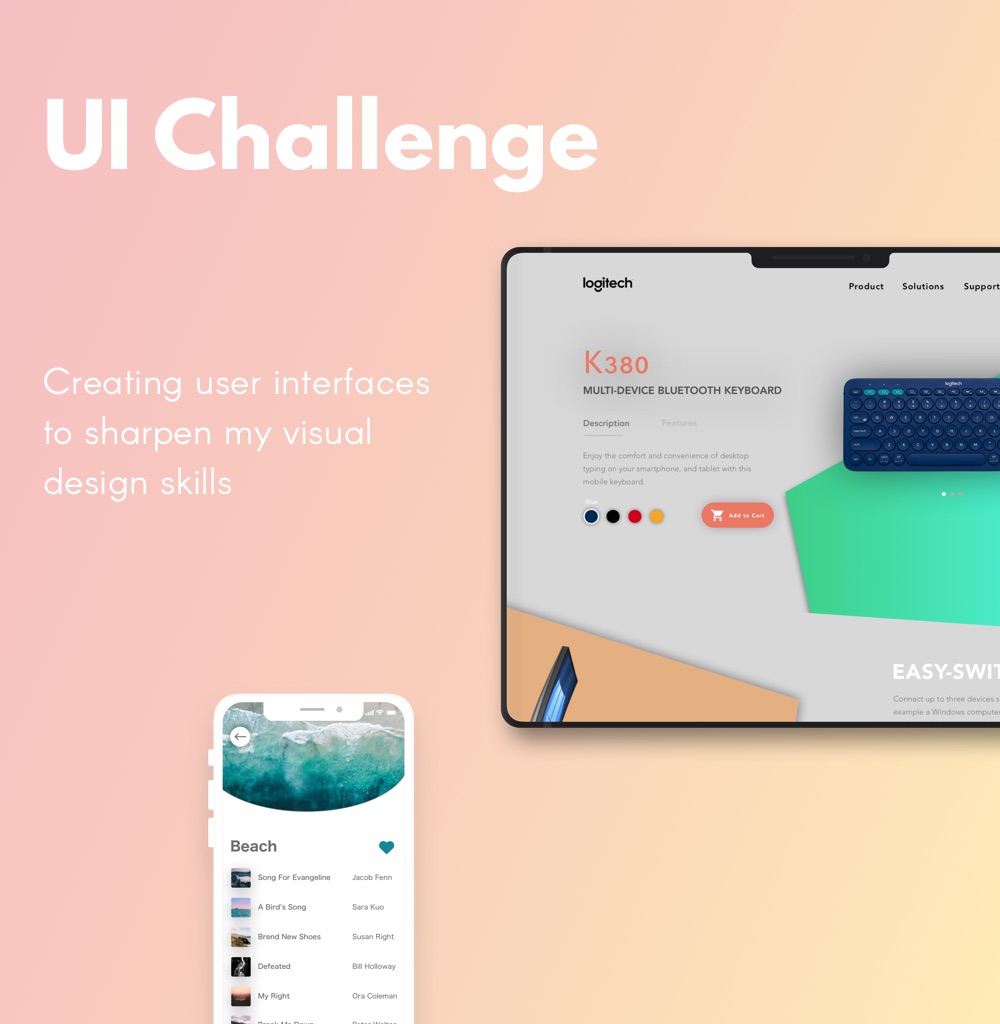 UI Challenge
Creating user interfaces
to sharpen my visual
design skills
logitech
Product Solutions Support
K380
MULTI-DEVICE BLUETOOTH KEYBOARD
Description Features
Enjoy the comfort and convenience of desktop
typing on your smartphone, and tablet with this
mobile keyboard.
Blue
Add to Cart
logitech
EASY-SWIT
Connect up to three devices s
example a Windows computer
Beach
Song For Evangeline Jacob Fenn
A Bird's Song Sara Kuo
Brend New Shoes Susan Right
Defeated Bill Holloway
My Right Ora Coleman